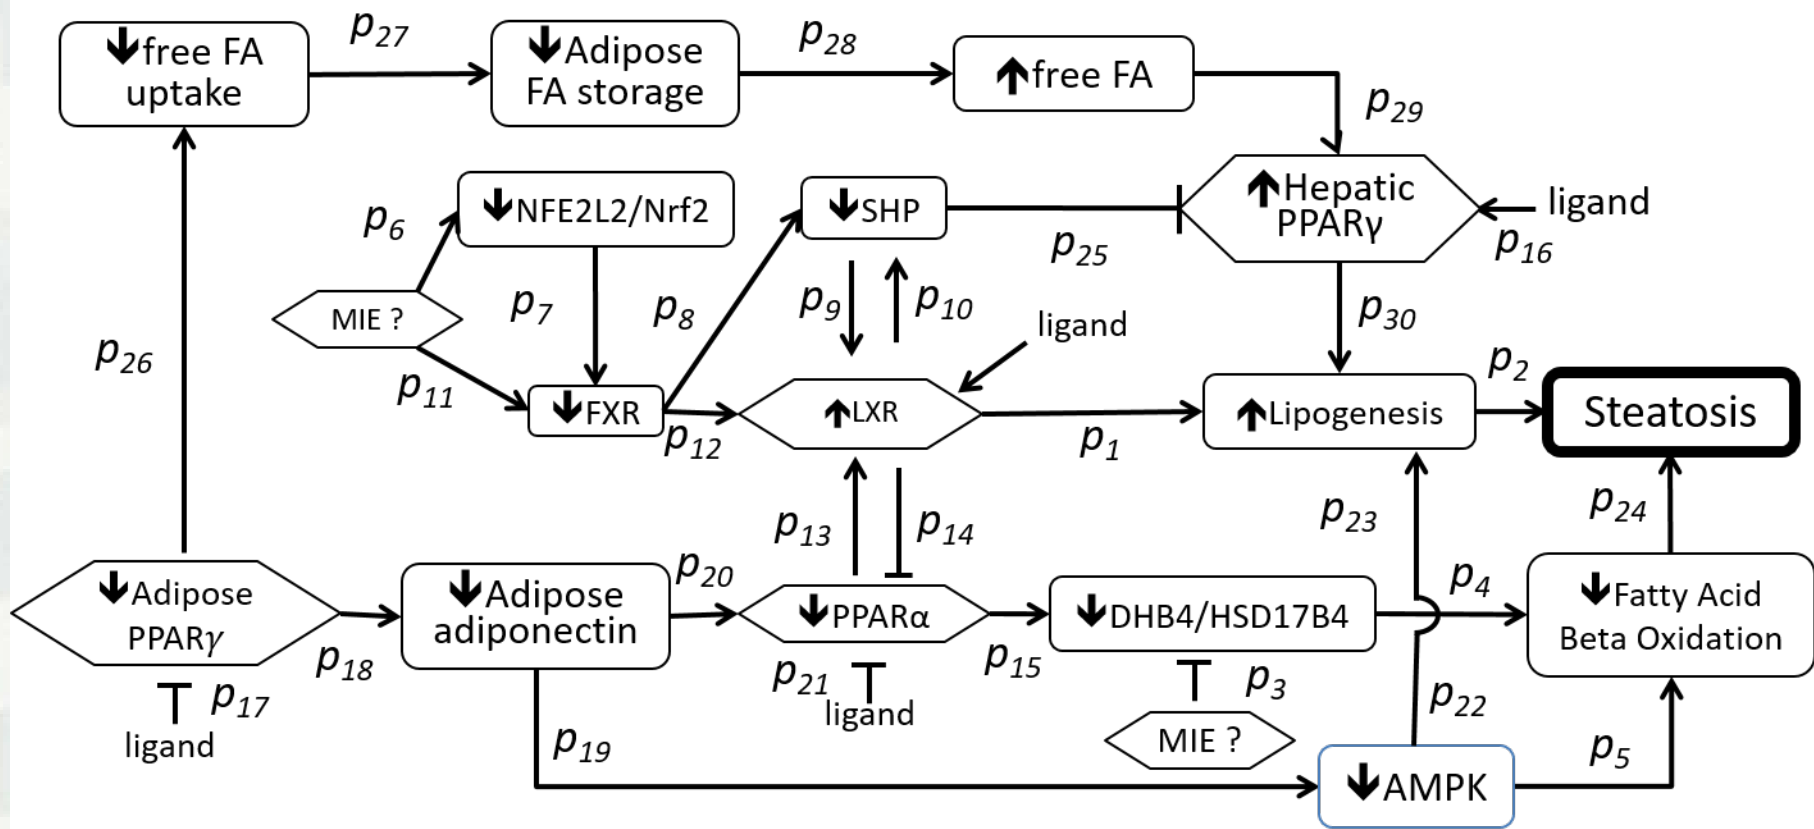 p27
p28
↓free FA
uptake
↓Adipose
FA storage
↑free FA
p29
p6
↓NFE2L2/Nrf2
↓SHP
↑Hepatic
PPARγ
ligand
p16
p25
MIE ?
p7
p8
p9
p10
ligand
p30
p26
p11
p2
↓FXR
p12
↑LXR
p1
↑Lipogenesis
Steatosis
p13
p14
p23
p24
↓Adipose
PPARγ
p18
p17
ligand
↓Adipose
adiponectin
p20
↓PPARα
p21
ligand
p15
↓DHB4/HSD17B4
p4
↓Fatty Acid
Beta Oxidation
p3
MIE ?
p22
p19
↓AMPK
p5